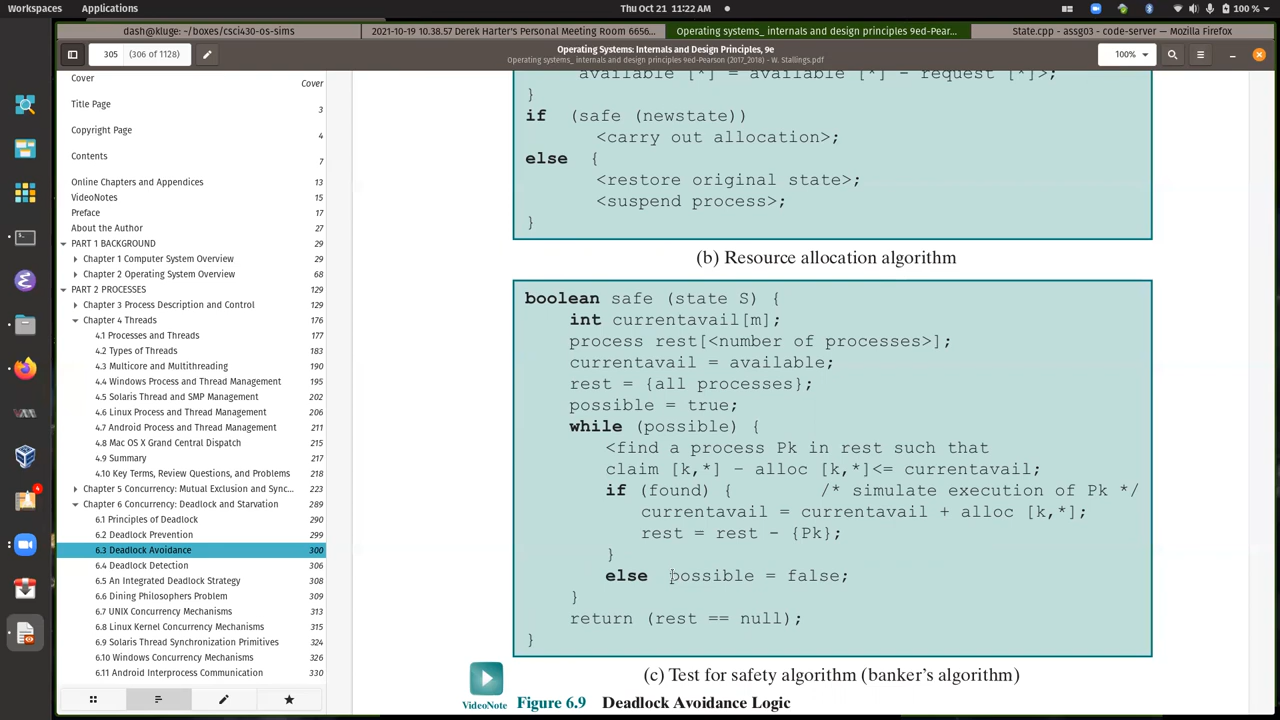 Workspaces Applications Thu Oct 21 11:22 AM 100 %
dash@kluge: ~/boxes/csci430-os-sims 2021-10-19 10.38.57 Derek Harter's Personal Meeting Room 6656... Operating systems_ internals and design principles 9ed-Pear... State.cpp - assg03 - code-server — Mozilla Firefox
305 (306 of 1128) Operating Systems: Internals and Design Principles, 9e 100%
Operating systems_ internals and design principles 9ed-Pearson (2017_2018) - W. Stallings.pdf
Cover Cover
Title Page 3
Copyright Page 4
Contents 7
Online Chapters and Appendices 13
VideoNotes 15
Preface 17
About the Author 27
PART 1 BACKGROUND 29
Chapter 1 Computer System Overview 29
Chapter 2 Operating System Overview 68
PART 2 PROCESSES 129
Chapter 3 Process Description and Control 129
Chapter 4 Threads 176
4.1 Processes and Threads 177
4.2 Types of Threads 183
4.3 Multicore and Multithreading 190
4.4 Windows Process and Thread Management 195
4.5 Solaris Thread and SMP Management 202
4.6 Linux Process and Thread Management 206
4.7 Android Process and Thread Management 211
4.8 Mac OS X Grand Central Dispatch 215
4.9 Summary 217
4.10 Key Terms, Review Questions, and Problems 218
Chapter 5 Concurrency: Mutual Exclusion and Sync... 223
Chapter 6 Concurrency: Deadlock and Starvation 289
6.1 Principles of Deadlock 290
6.2 Deadlock Prevention 299
6.3 Deadlock Avoidance 300
6.4 Deadlock Detection 306
6.5 An Integrated Deadlock Strategy 308
6.6 Dining Philosophers Problem 309
6.7 UNIX Concurrency Mechanisms 313
6.8 Linux Kernel Concurrency Mechanisms 315
6.9 Solaris Thread Synchronization Primitives 324
6.10 Windows Concurrency Mechanisms 326
6.11 Android Interprocess Communication 330
4
available [*] = available [*] - request [*]>;
}
if (safe (newstate))
<carry out allocation>;
else {
<restore original state>;
<suspend process>;
}
(b) Resource allocation algorithm
boolean safe (state S) {
int currentavail[m];
process rest[<number of processes>];
currentavail = available;
rest = {all processes};
possible = true;
while (possible) {
<find a process Pk in rest such that
claim [k,*] - alloc [k,*]<= currentavail;
if (found) { /* simulate execution of Pk */
currentavail = currentavail + alloc [k,*];
rest = rest - {Pk};
}
else possible = false;
}
return (rest == null);
}
(c) Test for safety algorithm (banker's algorithm)
VideoNote Figure 6.9 Deadlock Avoidance Logic